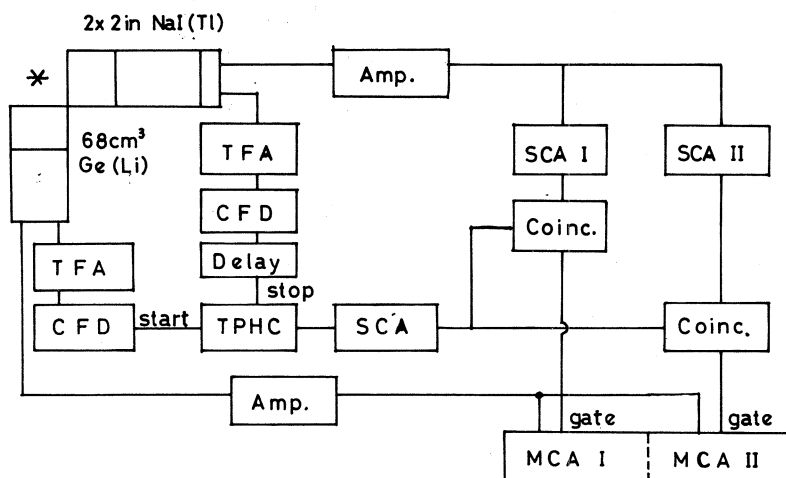 2x 2in NaI(Tl)
Amp.
68cm³
Ge(Li)
TFA
SCA I
SCA II
CFD
Coinc.
TFA
Delay
stop
CFD
start
TPHC
SCA
Coinc.
Amp.
gate
gate
MCA I
MCA II